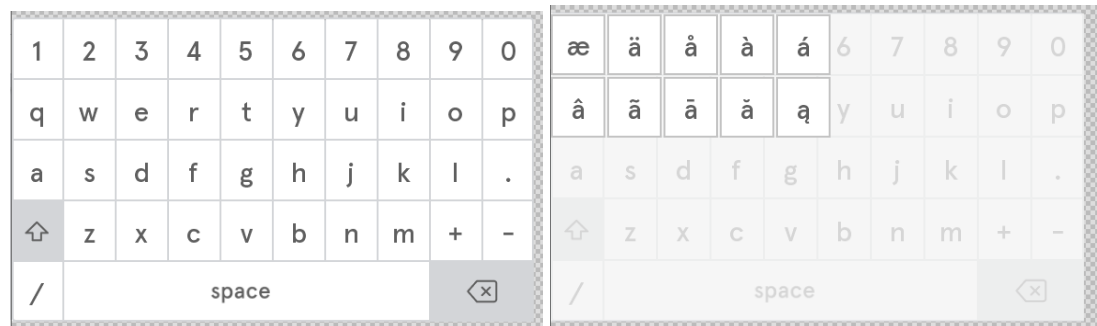 1 2 3 4 5 6 7 8 9 0
q w e r t y u i o p
a s d f g h j k l .
z x c v b n m + -
/ space
æ ä å à á 6 7 8 9 0
â ã ā ă ą y u i o p
a s d f g h j k l .
z x c v b n m + -
/ space